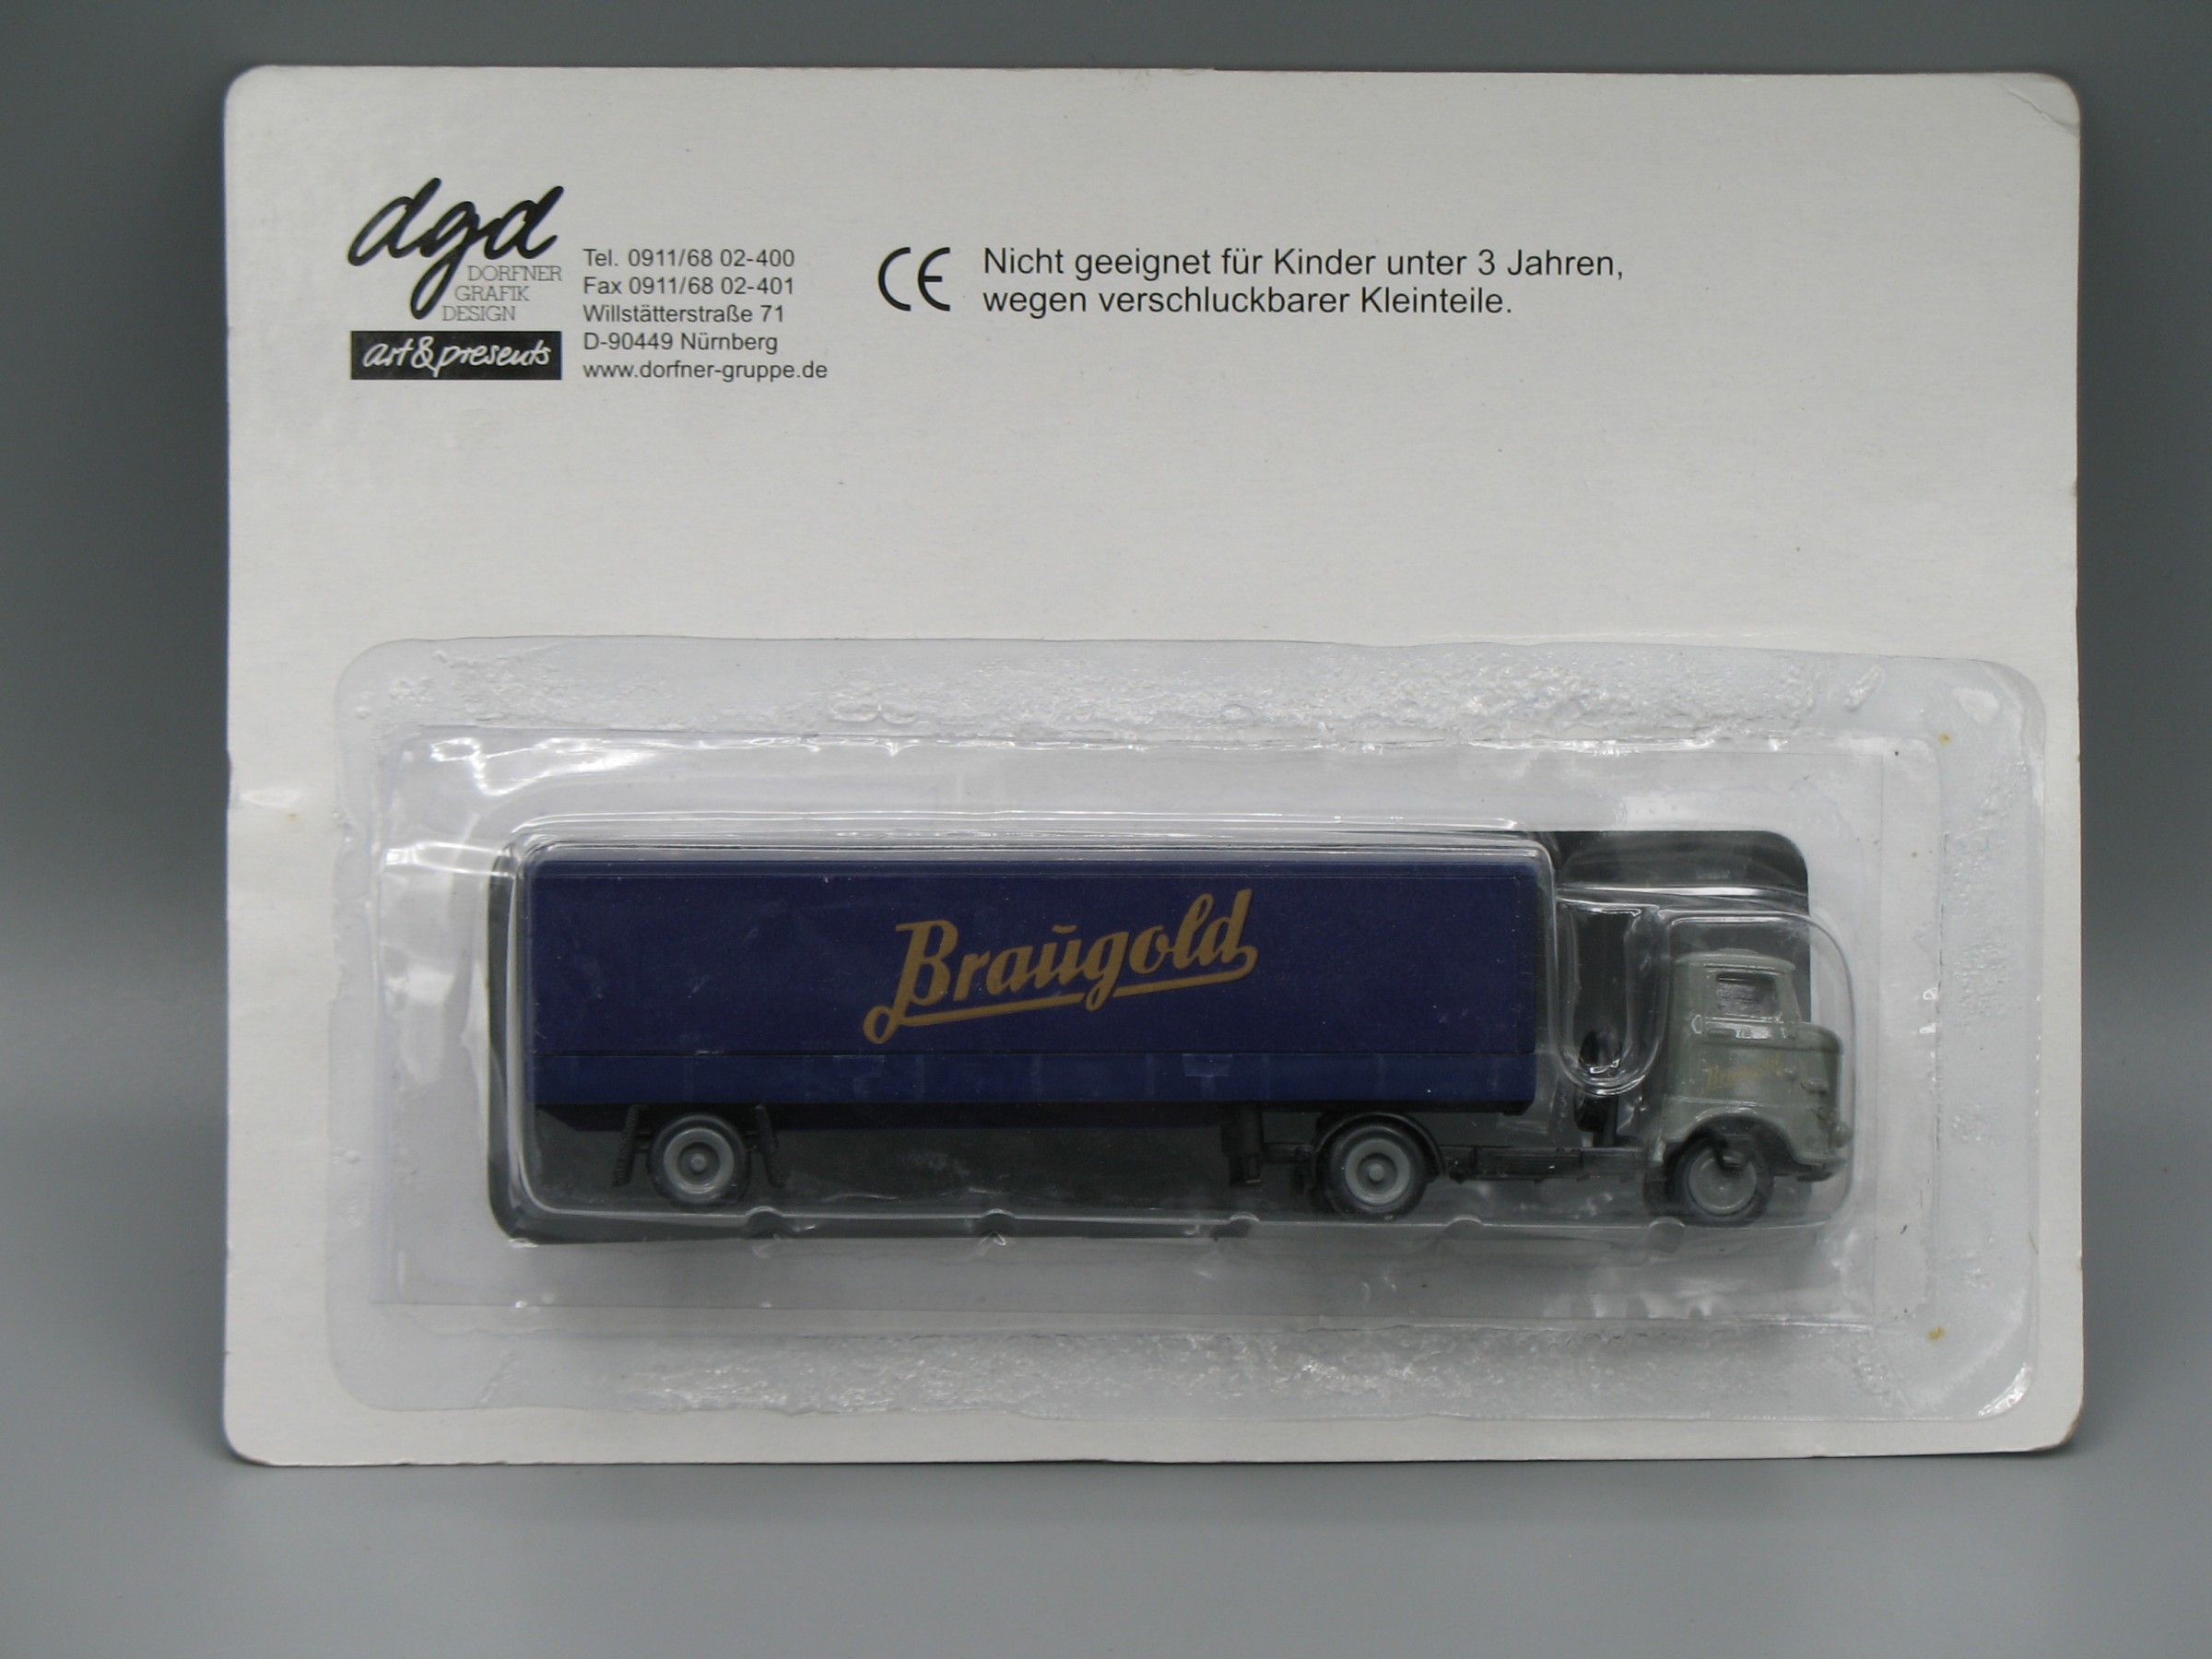 dgd
DORFNER
GRAFIK
DESIGN
art & presents
Tel. 0911/68 02-400
Fax 0911/68 02-401
Willstätterstraße 71
D-90449 Nürnberg
www.dorfner-gruppe.de
CE
Nicht geeignet für Kinder unter 3 Jahren,
wegen verschluckbarer Kleinteile.
Braugold
Braugold